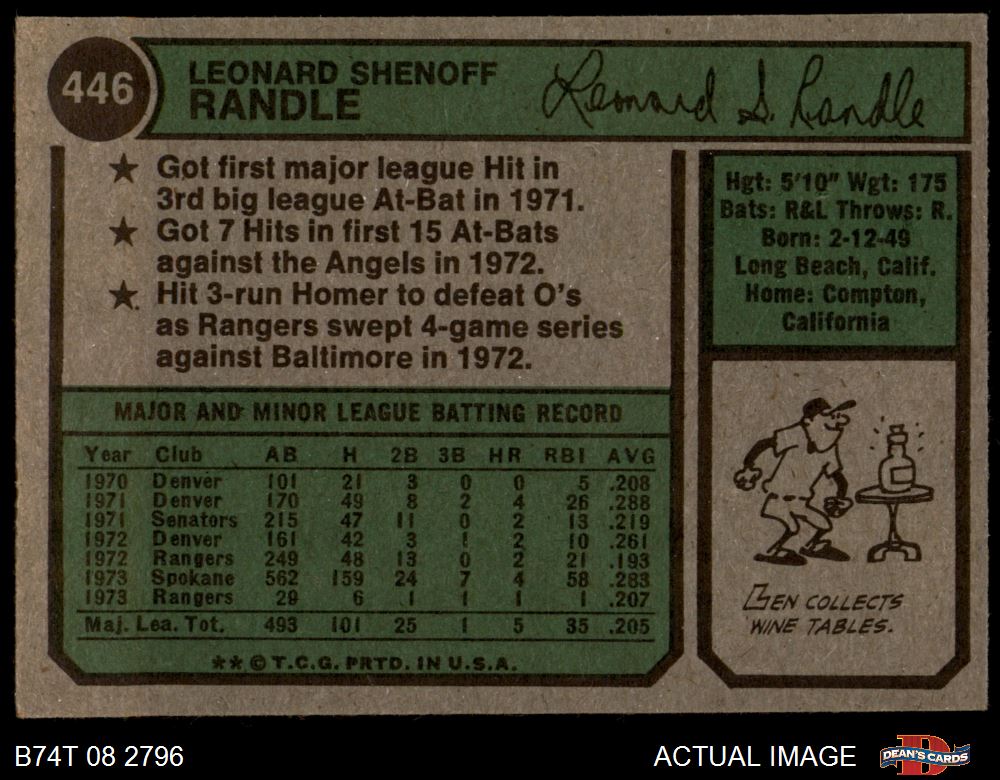 446
LEONARD SHENOFF
RANDLE
Leonard S. Randle
★ Got first major league Hit in
3rd big league At-Bat in 1971.
★ Got 7 Hits in first 15 At-Bats
against the Angels in 1972.
★ Hit 3-run Homer to defeat O's
as Rangers swept 4-game series
against Baltimore in 1972.
Hgt: 5'10" Wgt: 175
Bats: R&L Throws: R.
Born: 2-12-49
Long Beach, Calif.
Home: Compton,
California
MAJOR AND MINOR LEAGUE BATTING RECORD
Year Club AB H 2B 3B HR RBI AVG
1970 Denver 101 21 3 0 0 5 .208
1971 Denver 170 49 8 2 4 26 .288
1971 Senators 215 47 11 0 2 13 .219
1972 Denver 161 42 3 1 2 10 .261
1972 Rangers 249 48 13 0 2 21 .193
1973 Spokane 562 159 24 7 4 58 .283
1973 Rangers 29 6 1 1 1 1 .207
Maj. Lea. Tot. 493 101 25 1 5 35 .205
** © T.C.G. PRTD. IN U.S.A.
BEN COLLECTS
WINE TABLES.
B74T 08 2796
ACTUAL IMAGE
DEAN'S CARDS